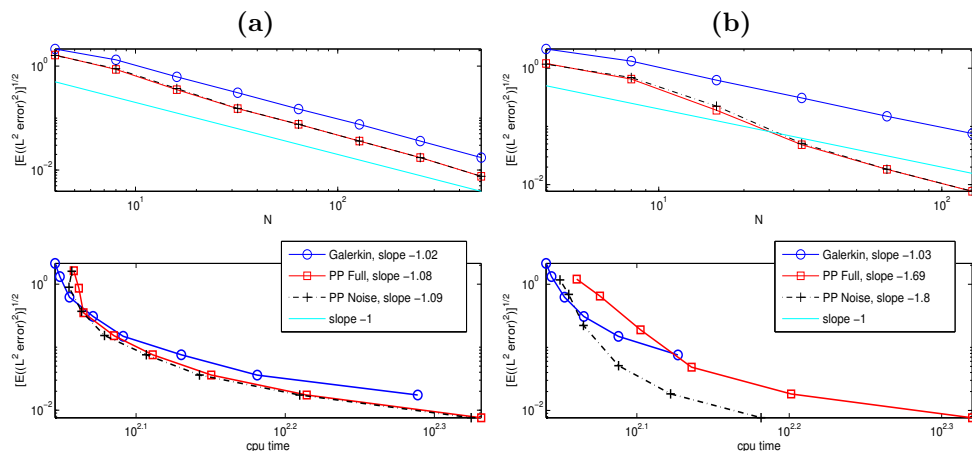 (a)
(b)
[E((L² error)²)]^{1/2}
10⁰
10⁻²
10¹
10²
N
[E((L² error)²)]^{1/2}
10⁰
10⁻²
10¹
10²
N
Galerkin, slope −1.02
PP Full, slope −1.08
PP Noise, slope −1.09
slope −1
[E((L² error)²)]^{1/2}
10⁰
10⁻²
10^{2.1}
10^{2.2}
10^{2.3}
cpu time
Galerkin, slope −1.03
PP Full, slope −1.69
PP Noise, slope −1.8
slope −1
[E((L² error)²)]^{1/2}
10⁰
10⁻²
10^{2.1}
10^{2.2}
10^{2.3}
cpu time